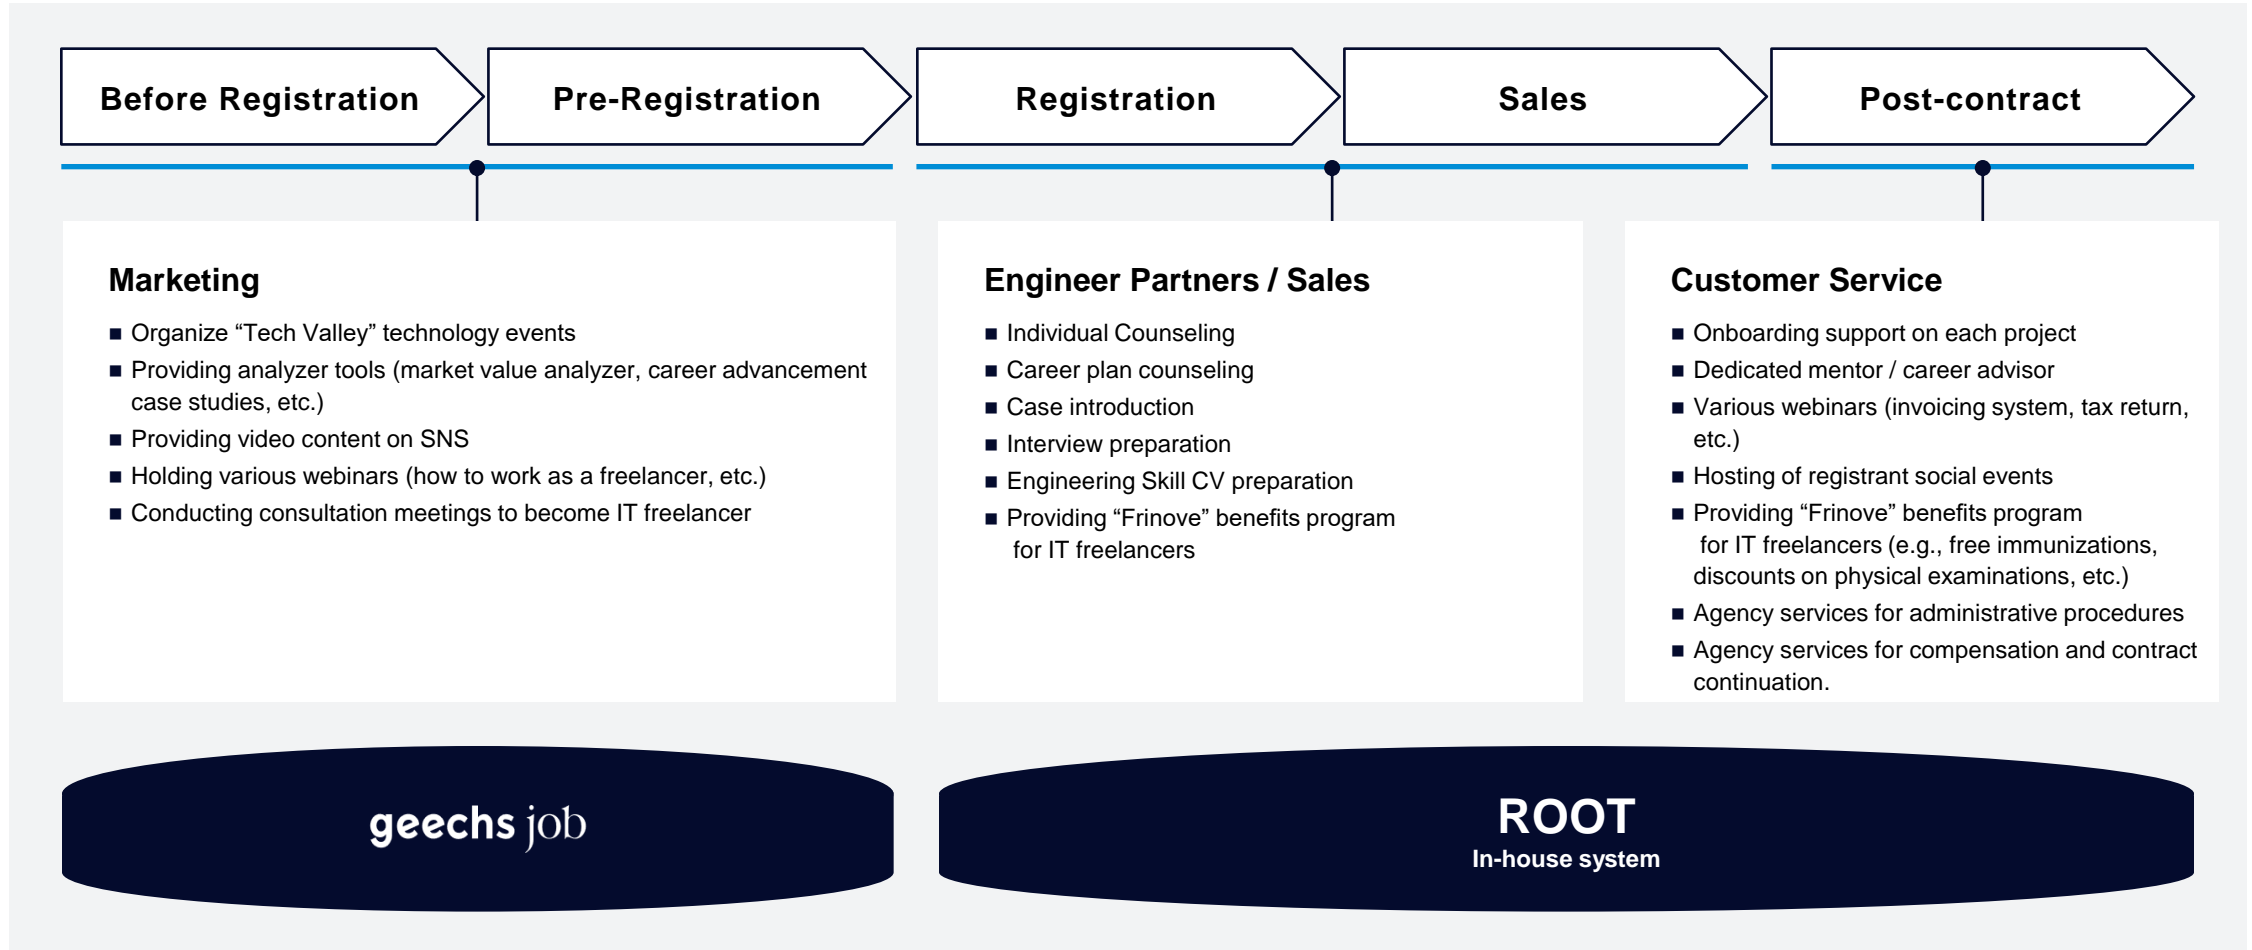 Before Registration
Pre-Registration
Registration
Sales
Post-contract
Marketing
■ Organize “Tech Valley” technology events
■ Providing analyzer tools (market value analyzer, career advancement
case studies, etc.)
■ Providing video content on SNS
■ Holding various webinars (how to work as a freelancer, etc.)
■ Conducting consultation meetings to become IT freelancer
Engineer Partners / Sales
■ Individual Counseling
■ Career plan counseling
■ Case introduction
■ Interview preparation
■ Engineering Skill CV preparation
■ Providing “Frinove” benefits program
for IT freelancers
Customer Service
■ Onboarding support on each project
■ Dedicated mentor / career advisor
■ Various webinars (invoicing system, tax return,
etc.)
■ Hosting of registrant social events
■ Providing “Frinove” benefits program
for IT freelancers (e.g., free immunizations,
discounts on physical examinations, etc.)
■ Agency services for administrative procedures
■ Agency services for compensation and contract
continuation.
geechs job
ROOT
In-house system